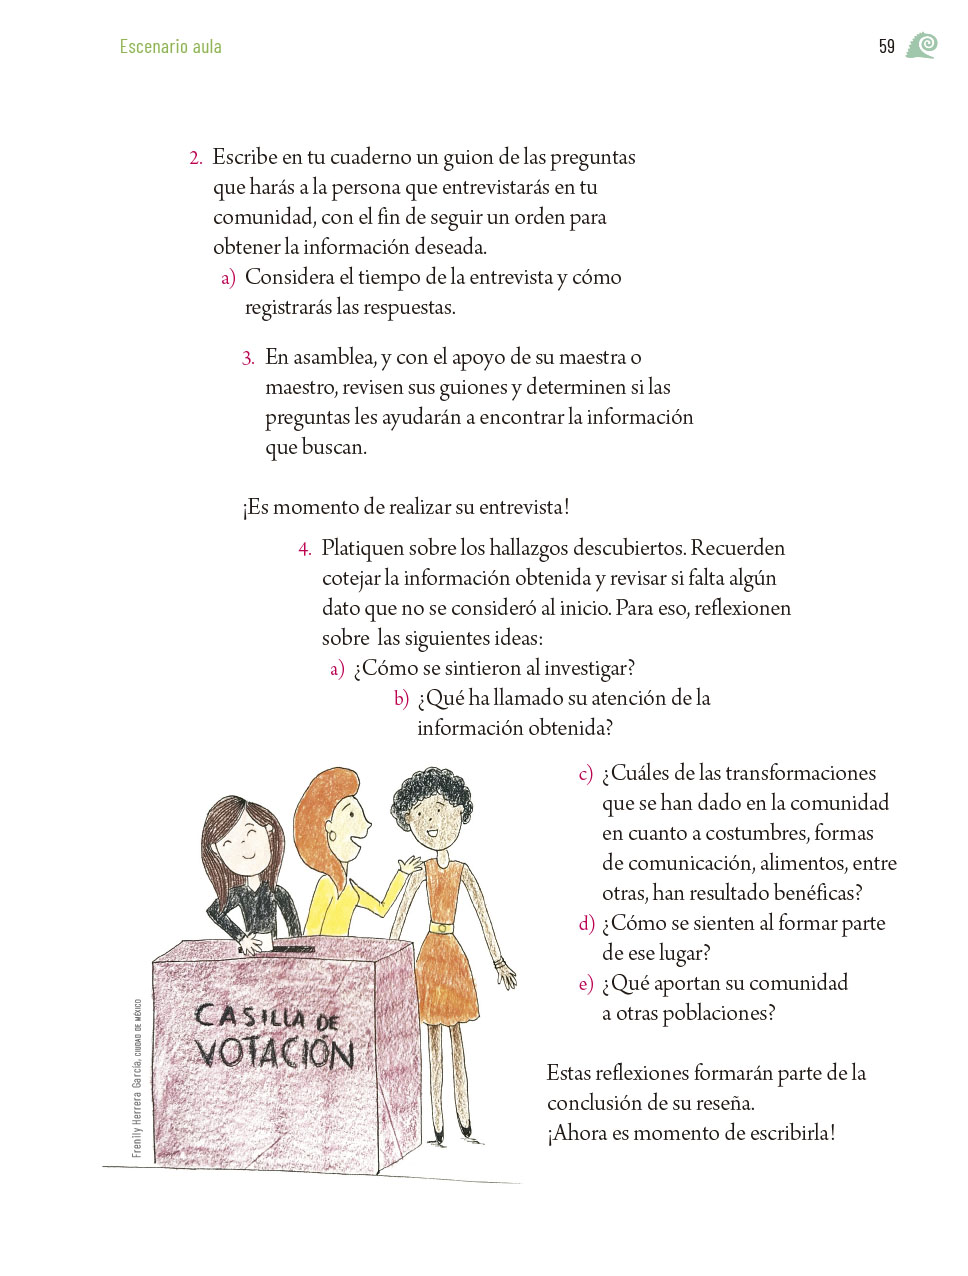 Escenario aula
59
2. Escribe en tu cuaderno un guion de las preguntas
que harás a la persona que entrevistarás en tu
comunidad, con el fin de seguir un orden para
obtener la información deseada.
a) Considera el tiempo de la entrevista y cómo
registrarás las respuestas.
3. En asamblea, y con el apoyo de su maestra o
maestro, revisen sus guiones y determinen si las
preguntas les ayudarán a encontrar la información
que buscan.
¡Es momento de realizar su entrevista!
4. Platiquen sobre los hallazgos descubiertos. Recuerden
cotejar la información obtenida y revisar si falta algún
dato que no se consideró al inicio. Para eso, reflexionen
sobre las siguientes ideas:
a) ¿Cómo se sintieron al investigar?
b) ¿Qué ha llamado su atención de la
información obtenida?
c) ¿Cuáles de las transformaciones
que se han dado en la comunidad
en cuanto a costumbres, formas
de comunicación, alimentos, entre
otras, han resultado benéficas?
d) ¿Cómo se sienten al formar parte
de ese lugar?
e) ¿Qué aportan su comunidad
a otras poblaciones?
Estas reflexiones formarán parte de la
conclusión de su reseña.
¡Ahora es momento de escribirla!
CASILLA DE
VOTACIÓN
Frenily Herrera García, CIUDAD DE MÉXICO